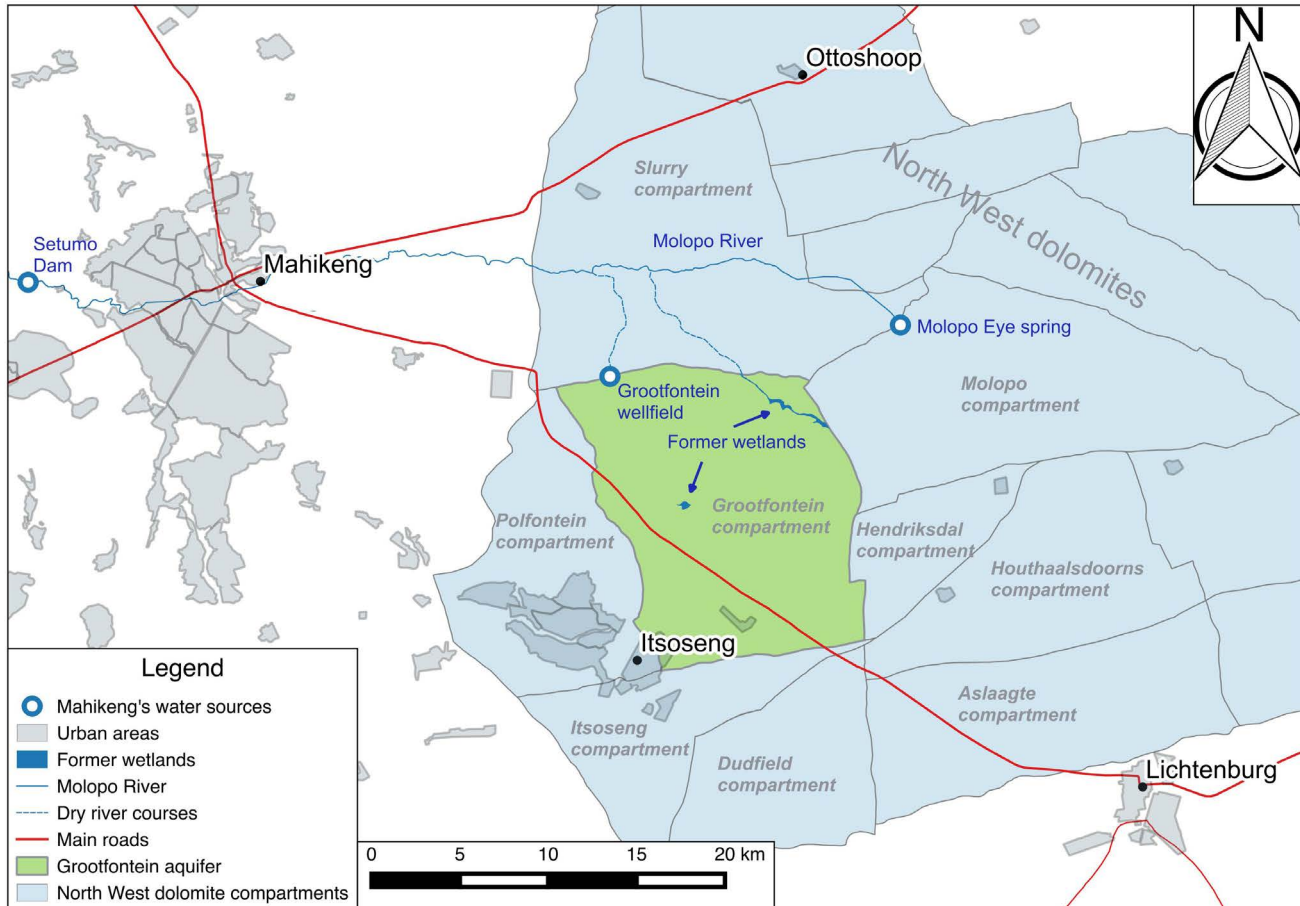 N
Ottoshoop
Slurry
compartment
North West dolomites
Setumo
Dam
Mahikeng
Molopo River
Molopo Eye spring
Grootfontein
wellfield
Molopo
compartment
Former wetlands
Grootfontein
compartment
Polfontein
compartment
Hendriksdal
compartment
Houthaalsdoorns
compartment
Itsoseng
Aslaagte
compartment
Itsoseng
compartment
Dudfield
compartment
Lichtenburg
Legend
Mahikeng's water sources
Urban areas
Former wetlands
Molopo River
Dry river courses
Main roads
Grootfontein aquifer
North West dolomite compartments
0 5 10 15 20 km